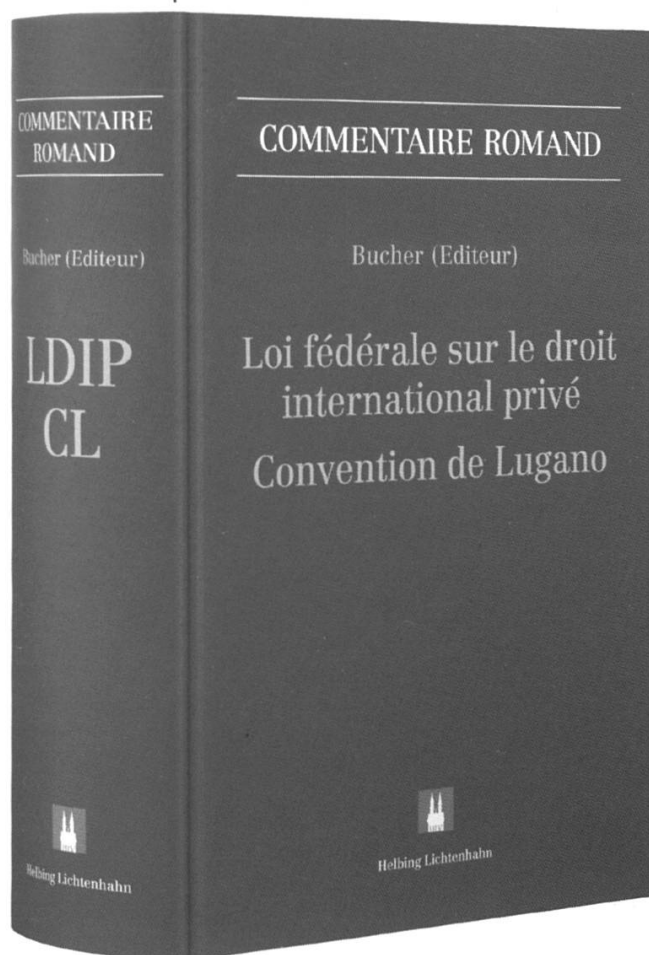 COMMENTAIRE
ROMAND
Bucher (Editeur)
LDIP
CL
Helbing Lichtenhahn
COMMENTAIRE ROMAND
Bucher (Editeur)
Loi fédérale sur le droit
international privé
Convention de Lugano
Helbing Lichtenhahn